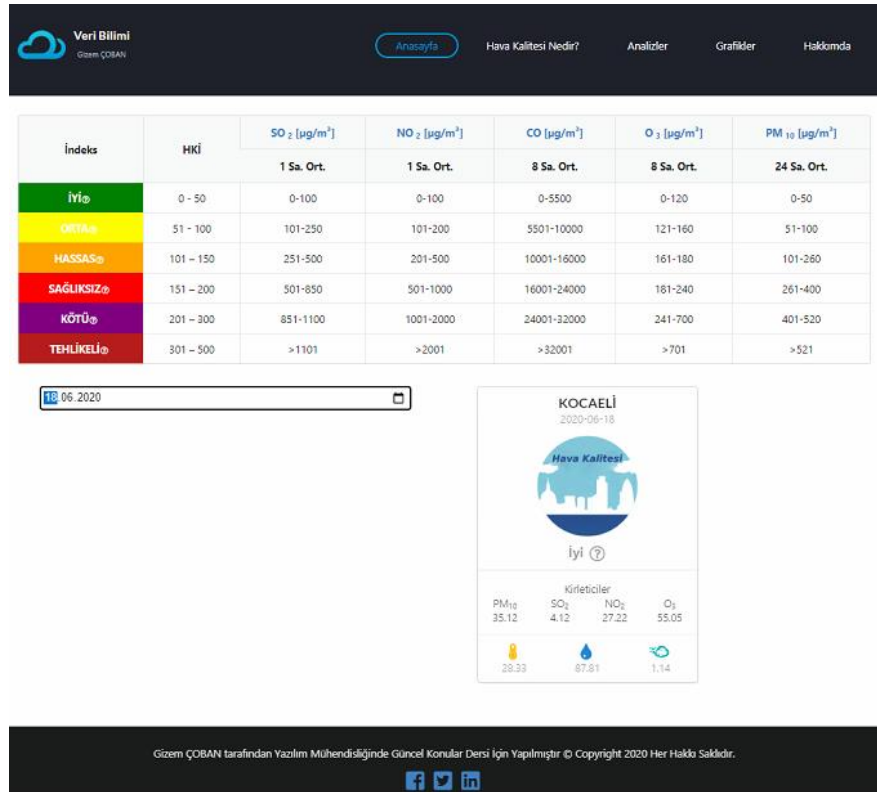 Veri Bilimi
Gizem ÇOBAN
Anasayfa
Hava Kalitesi Nedir?
Analizler
Grafikler
Hakkımda
İndeks HKİ SO 2 [µg/m³] NO 2 [µg/m³] CO [µg/m³] O 3 [µg/m³] PM 10 [µg/m³]
1 Sa. Ort. 1 Sa. Ort. 8 Sa. Ort. 8 Sa. Ort. 24 Sa. Ort.
İYİ 0 - 50 0-100 0-100 0-5500 0-120 0-50
ORTA 51 - 100 101-250 101-200 5501-10000 121-160 51-100
HASSAS 101 – 150 251-500 201-500 10001-16000 161-180 101-260
SAĞLIKSIZ 151 – 200 501-850 501-1000 16001-24000 181-240 261-400
KÖTÜ 201 – 300 851-1100 1001-2000 24001-32000 241-700 401-520
TEHLİKELİ 301 – 500 >1101 >2001 >32001 >701 >521
18.06.2020
KOCAELİ
2020-06-18
Hava Kalitesi
İyi ?
Kirleticiler
PM10 SO2 NO2 O3
35.12 4.12 27.22 55.05
1.14
Gizem ÇOBAN tarafından Yazılım Mühendisliğinde Güncel Konular Dersi İçin Yapılmıştır © Copyright 2020 Her Hakkı Saklıdır.